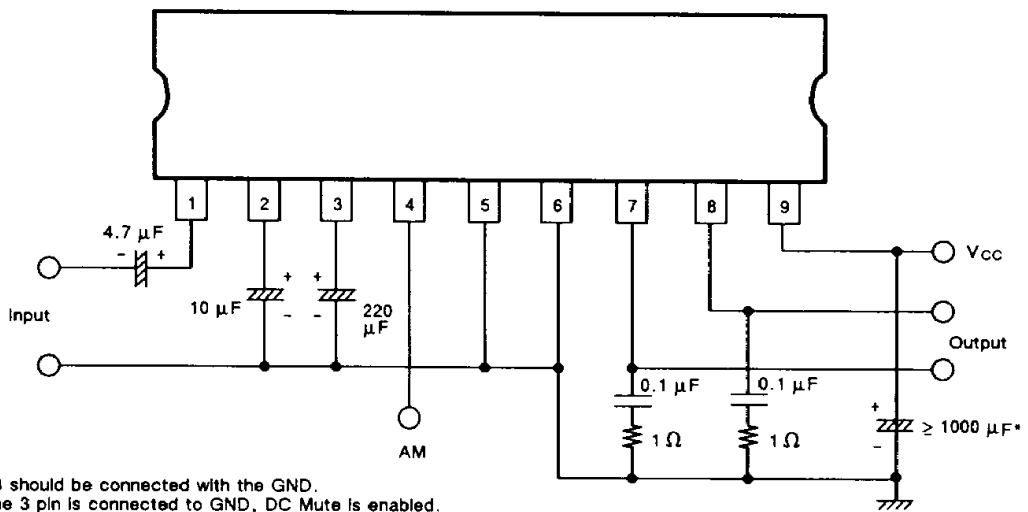 1 2 3 4 5 6 7 8 9
4.7 μF
- +
Vcc
Input
10 μF
+
-
+
-
220
μF
Output
0.1 μF
0.1 μF
1 Ω
1 Ω
+
-
≥ 1000 μF*
AM
should be connected with the GND.
3 pin is connected to GND, DC Mute is enabled.